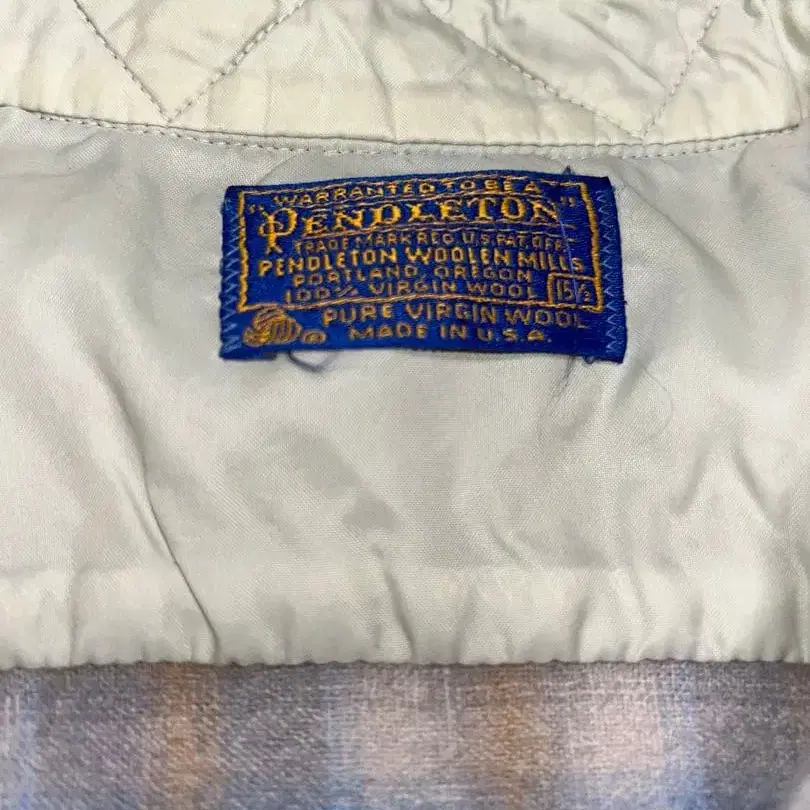 WARRANTED TO BE A
"PENDLETON"
TRADE MARK REG. U.S. PAT. OFF.
PENDLETON WOOLEN MILLS
PORTLAND, OREGON
100% VIRGIN WOOL 15½
PURE VIRGIN WOOL
® MADE IN U.S.A.